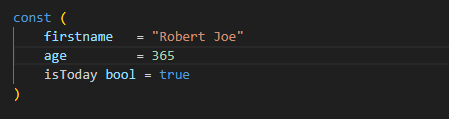 const (
    firstname   = "Robert Joe"
    age         = 365
    isToday bool = true
)